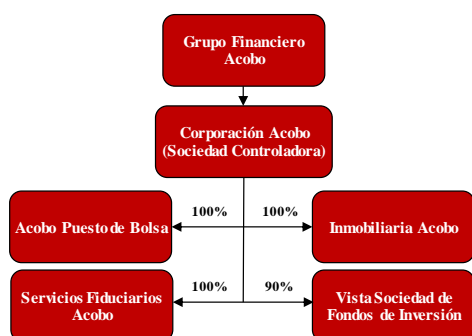 Grupo Financiero
Acobo
Corporación Acobo
(Sociedad Controladora)
100% 100%
Acobo Puesto de Bolsa
Inmobiliaria Acobo
100% 90%
Servicios Fiduciarios
Acobo
Vista Sociedad de
Fondos de Inversión